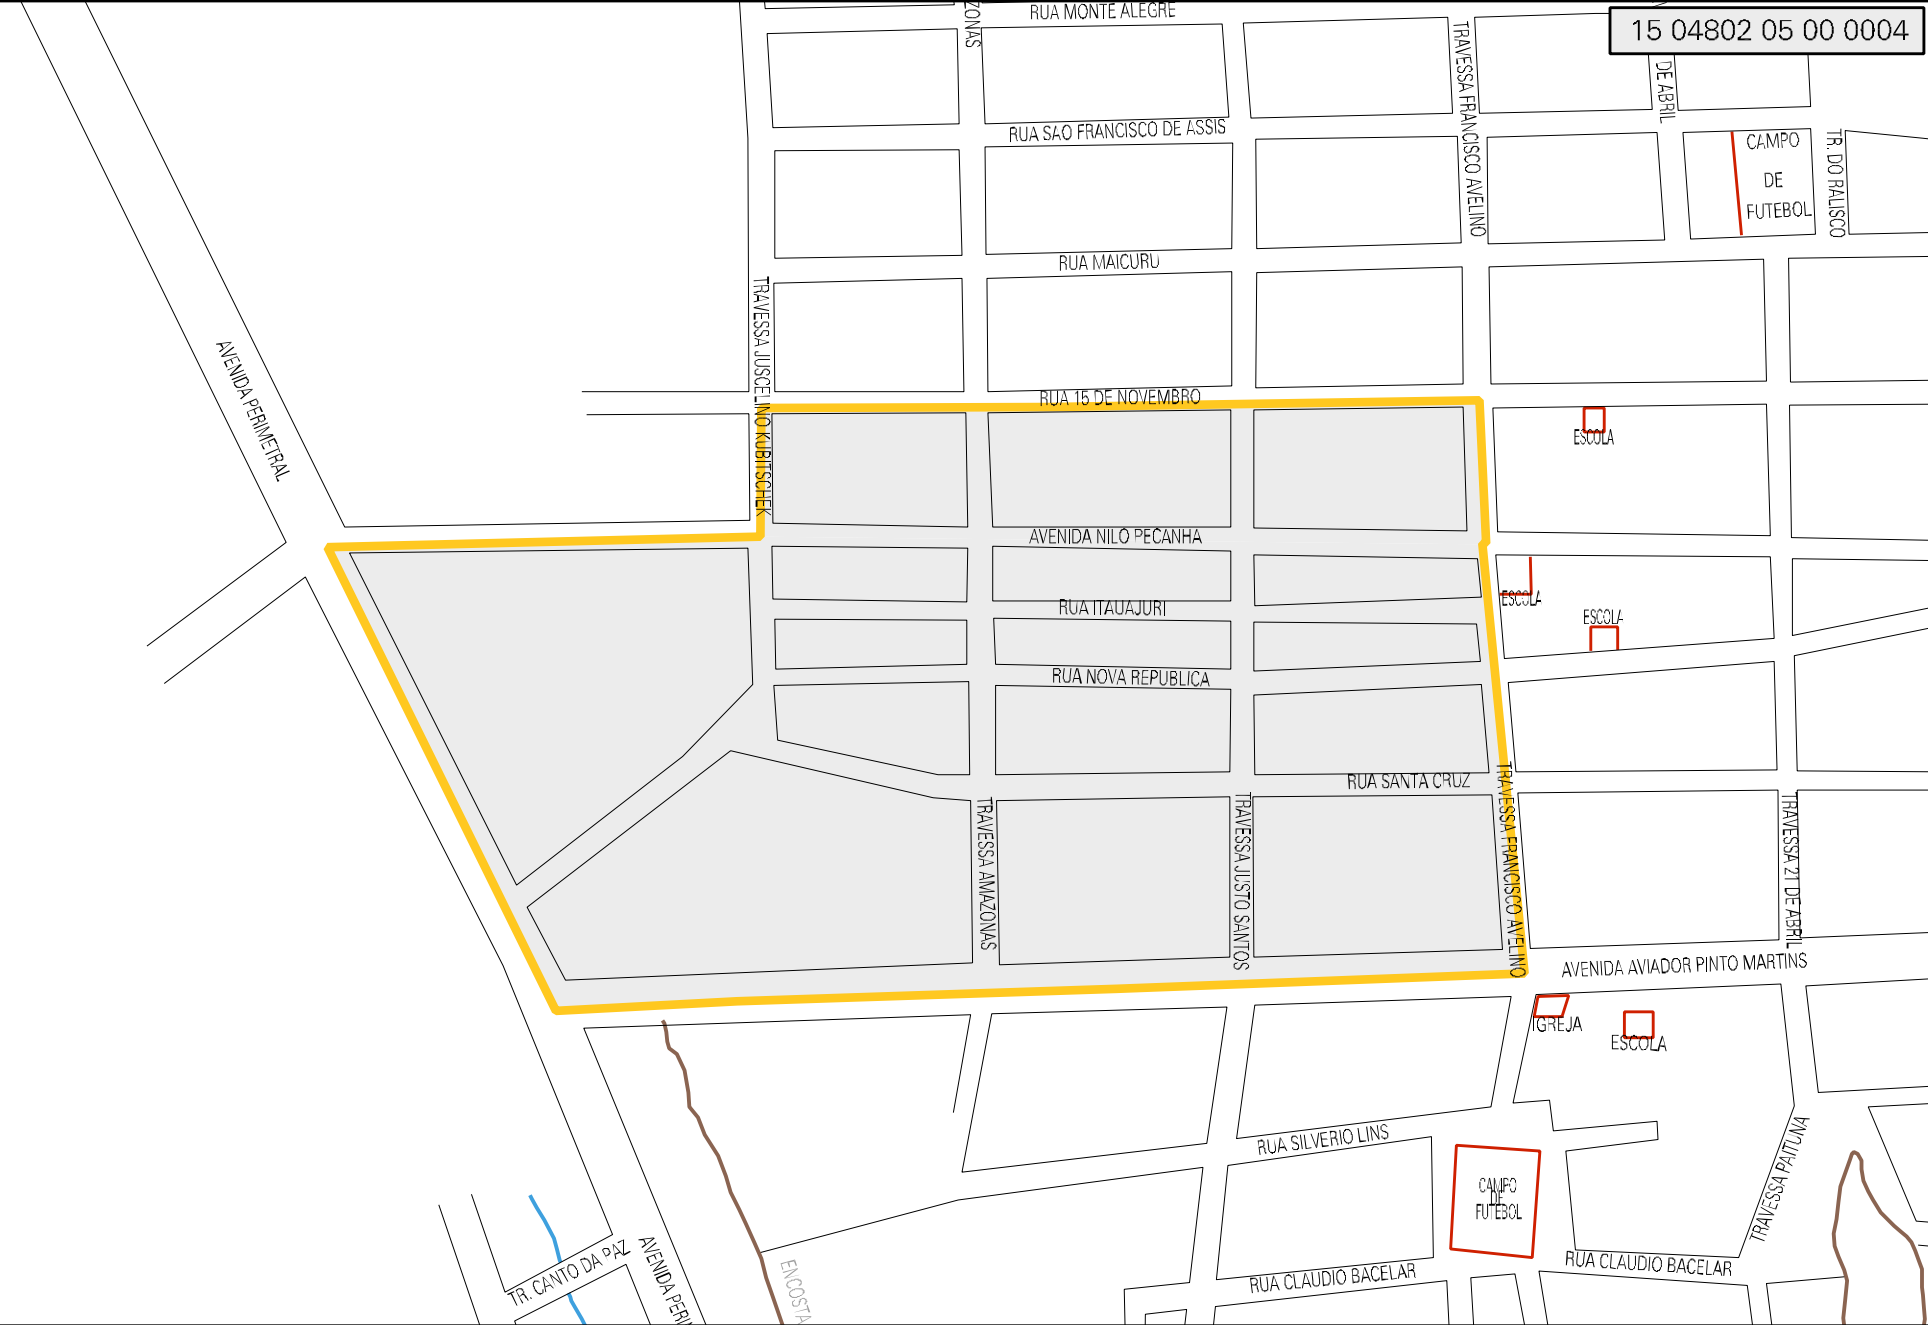 RUA MONTE ALEGRE
ZONAS
15 04802 05 00 0004
TRAVESSA FRANCISCO AVELINO
DE ABRIL
RUA SAO FRANCISCO DE ASSIS
CAMPO
DE
FUTEBOL
TR. DO RALISCO
RUA MAICURU
TRAVESSA JUSCELINO KUBITSCHEK
AVENIDA PERIMETRAL
RUA 15 DE NOVEMBRO
ESCOLA
AVENIDA NILO PEÇANHA
ESCOLA
RUA ITAUAJURI
ESCOLA
RUA NOVA REPUBLICA
RUA SANTA CRUZ
TRAVESSA AMAZONAS
TRAVESSA JUSTO SANTOS
TRAVESSA FRANCISCO AVELINO
TRAVESSA 21 DE ABRIL
AVENIDA AVIADOR PINTO MARTINS
IGREJA
ESCOLA
RUA SILVERIO LINS
TRAVESSA PAITUNA
CAMPO
DE
FUTEBOL
TR. CANTO DA PAZ
AVENIDA PERI
ENCOSTA
RUA CLAUDIO BACELAR
RUA CLAUDIO BACELAR